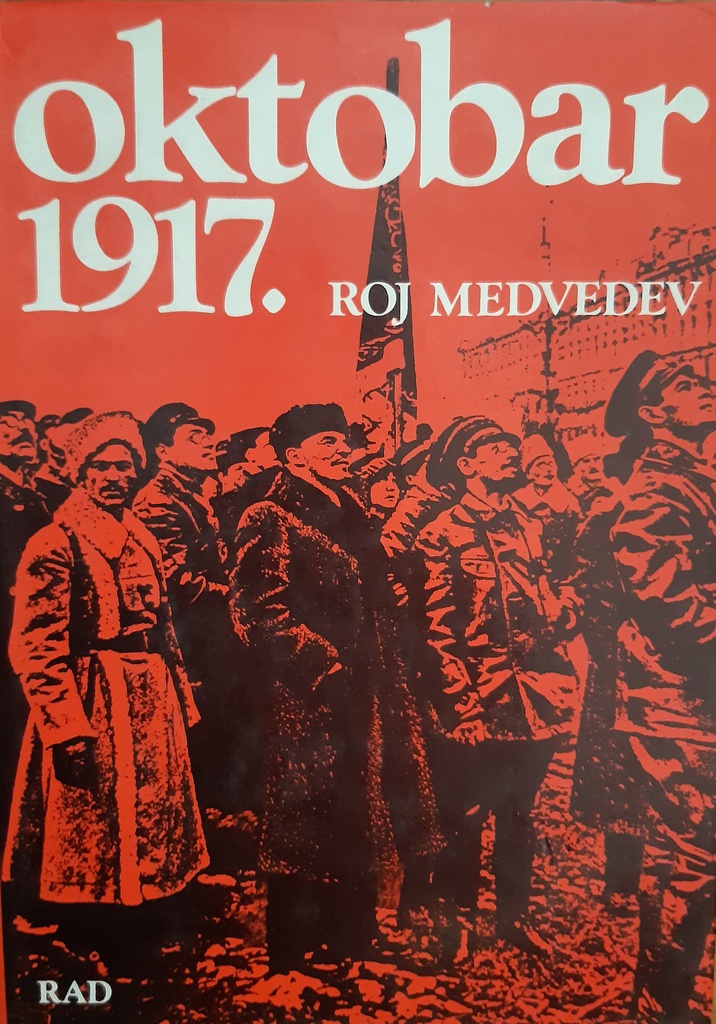 oktobar
1917.
ROJ MEDVEDEV
RAD